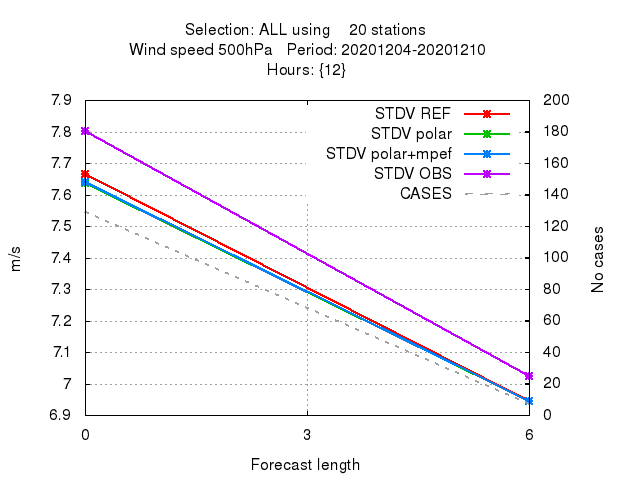 Selection: ALL using    20 stations
Wind speed 500hPa   Period: 20201204-20201210
Hours: {12}
7.9
7.8
7.7
7.6
7.5
7.4
7.3
7.2
7.1
7
6.9
200
180
160
140
120
100
80
60
40
20
0
STDV REF
STDV polar
STDV polar+mpef
STDV OBS
CASES
m/s
No cases
0
3
6
Forecast length